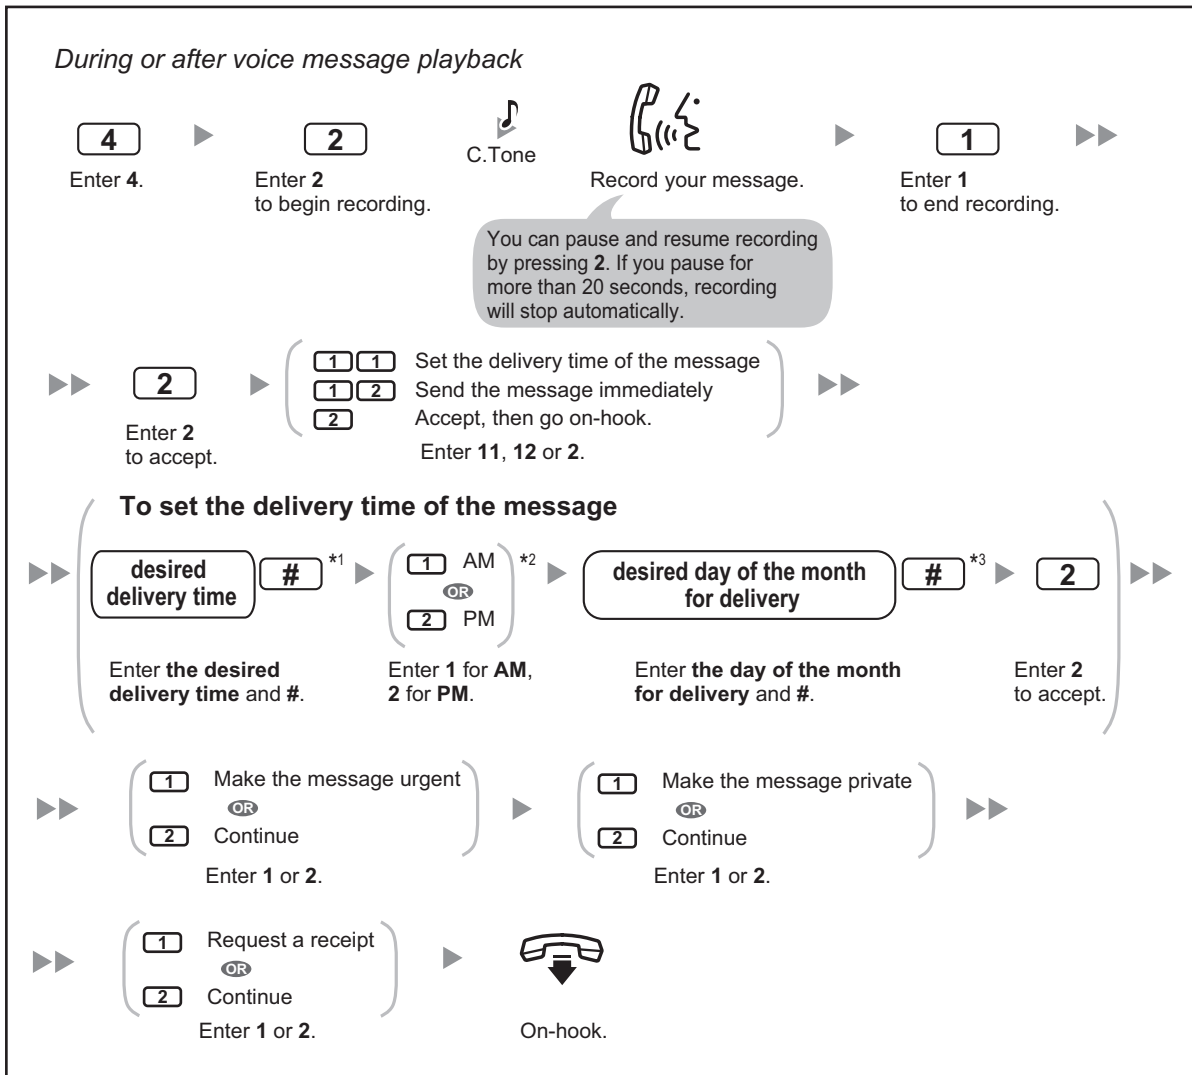 During or after voice message playback
4
2
C.Tone
1
Enter 4.
Enter 2
to begin recording.
Record your message.
Enter 1
to end recording.
You can pause and resume recording
by pressing 2. If you pause for
more than 20 seconds, recording
will stop automatically.
2
Enter 2
to accept.
1 1 Set the delivery time of the message
1 2 Send the message immediately
2 Accept, then go on-hook.
Enter 11, 12 or 2.
To set the delivery time of the message
desired
delivery time
# *1
1 AM
OR
2 PM
*2
desired day of the month
for delivery
# *3
2
Enter the desired
delivery time and #.
Enter 1 for AM,
2 for PM.
Enter the day of the month
for delivery and #.
Enter 2
to accept.
1 Make the message urgent
OR
2 Continue
Enter 1 or 2.
1 Make the message private
OR
2 Continue
Enter 1 or 2.
1 Request a receipt
OR
2 Continue
Enter 1 or 2.
On-hook.